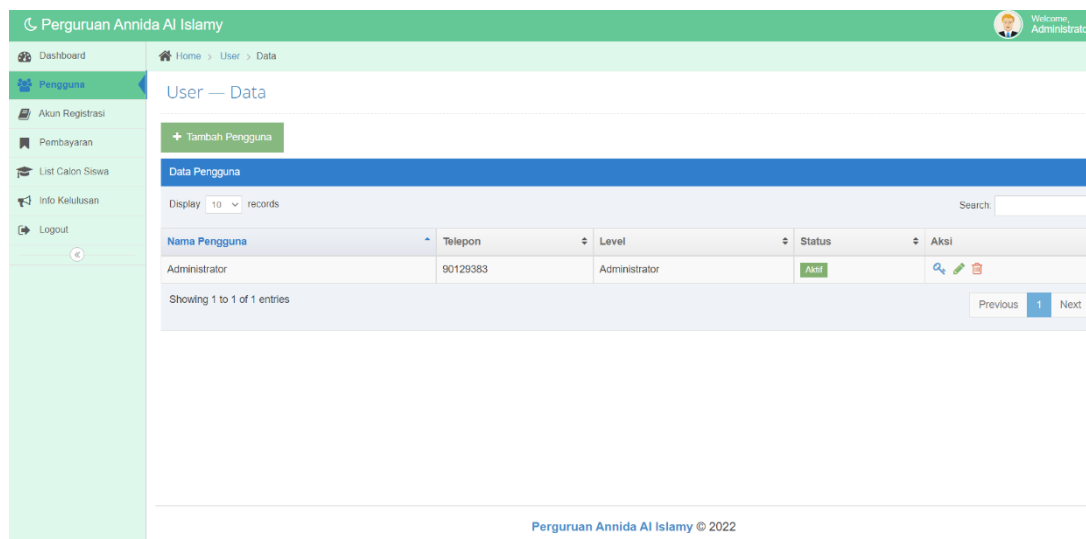 Perguruan Annida Al Islamy
Welcome,
Administrato
Dashboard
Home > User > Data
Pengguna
User — Data
Akun Registrasi
+ Tambah Pengguna
Pembayaran
List Calon Siswa
Data Pengguna
Info Kelulusan
Display 10 records
Search:
Logout
Nama Pengguna Telepon Level Status Aksi
Administrator 90129383 Administrator Aktif
Showing 1 to 1 of 1 entries
Previous 1 Next
Perguruan Annida Al Islamy © 2022